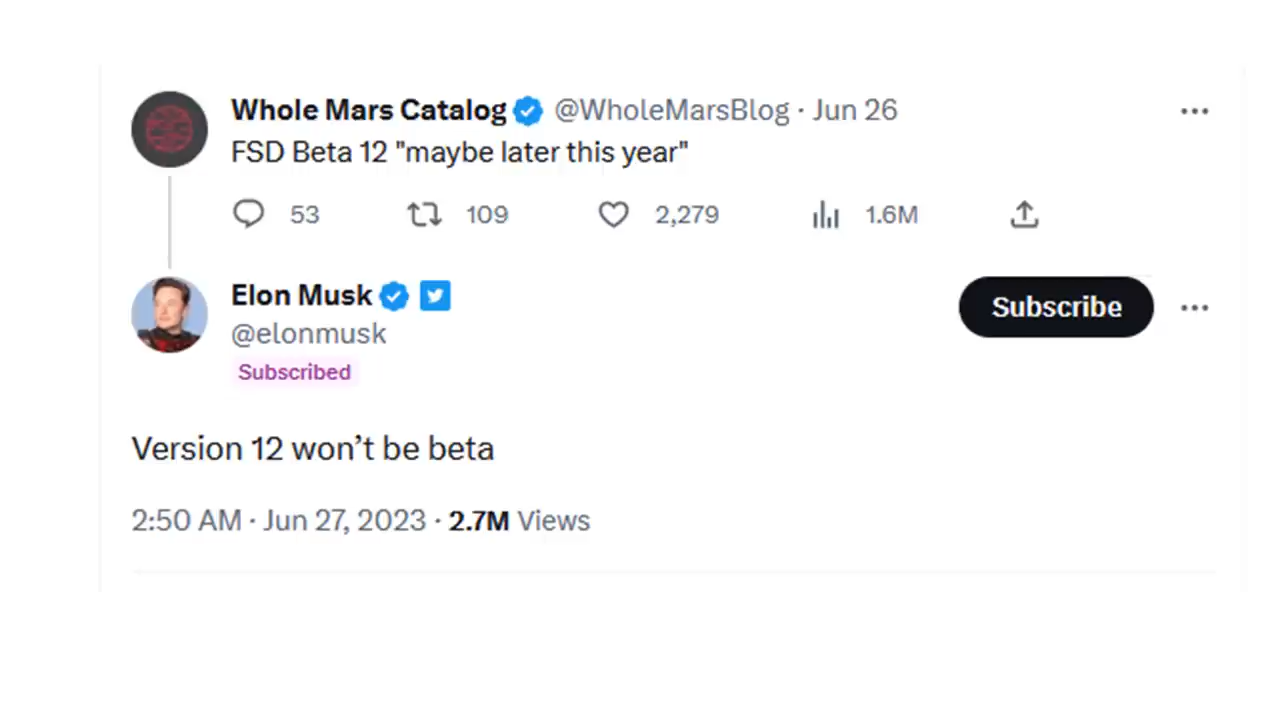 Whole Mars Catalog @WholeMarsBlog · Jun 26
FSD Beta 12 "maybe later this year"
53 109 2,279 1.6M
Elon Musk
Subscribe
@elonmusk
Subscribed
Version 12 won’t be beta
2:50 AM · Jun 27, 2023 · 2.7M Views